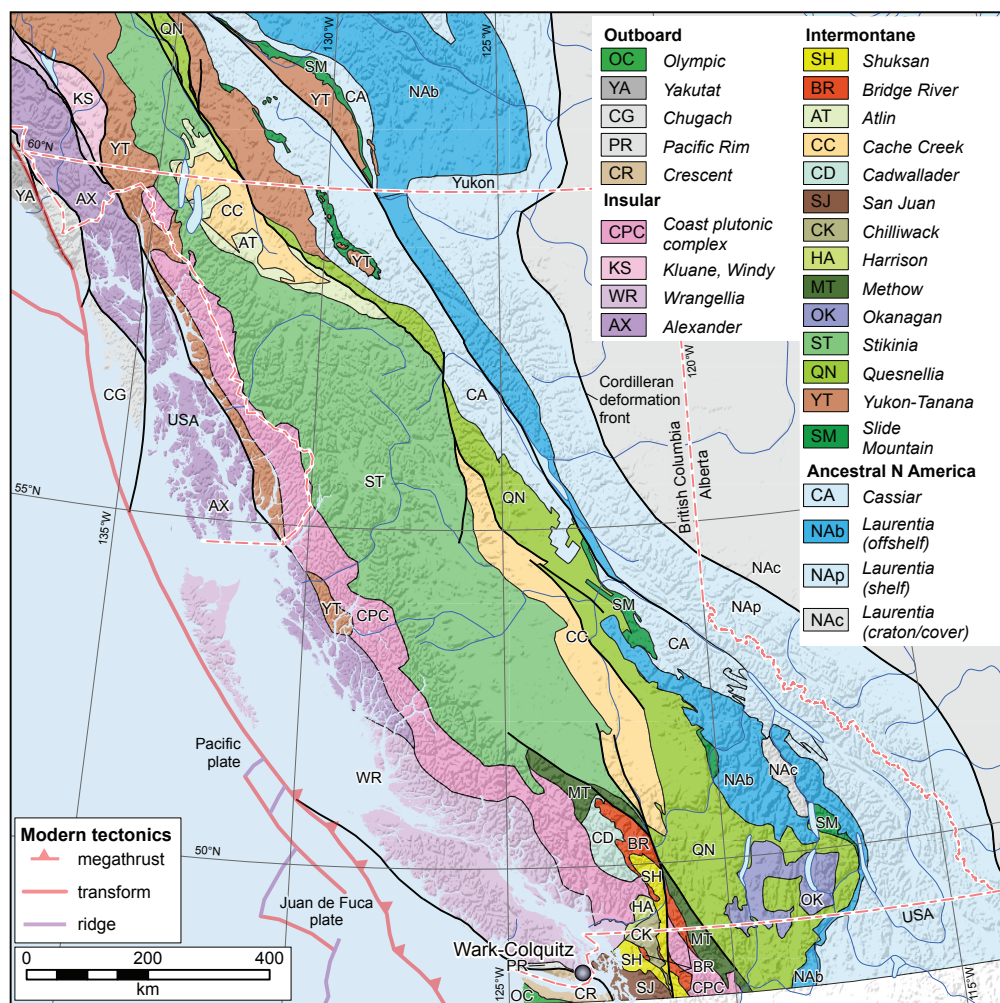 Outboard
OC Olympic
YA Yakutat
CG Chugach
PR Pacific Rim
CR Crescent
Insular
CPC Coast plutonic
complex
KS Kluane, Windy
WR Wrangellia
AX Alexander
Intermontane
SH Shuksan
BR Bridge River
AT Atlin
CC Cache Creek
CD Cadwallader
SJ San Juan
CK Chilliwack
HA Harrison
MT Methow
OK Okanagan
ST Stikinia
QN Quesnellia
YT Yukon-Tanana
SM Slide
Mountain
Ancestral N America
CA Cassiar
NAb Laurentia
(offshelf)
NAp Laurentia
(shelf)
NAc Laurentia
(craton/cover)
QN
130°W
125°W
SM
YT
CA
NAb
KS
60°N
YT
YA
AX
Yukon
CC
AT
YT
120°W
CG
USA
CA
Cordilleran
deformation
front
British Columbia
Alberta
55°N
135°W
AX
ST
QN
NAc
NAp
YT
CPC
CC
SM
CA
Pacific
plate
WR
MT
NAb
NAc
SM
CD
BR
QN
50°N
SH
OK
HA
USA
CK
MT
Juan de Fuca
plate
Wark-Colquitz
PR
SH
BR
CPC
NAb
SJ
OC
CR
125°W
115°W
Modern tectonics
megathrust
transform
ridge
0 200 400
km